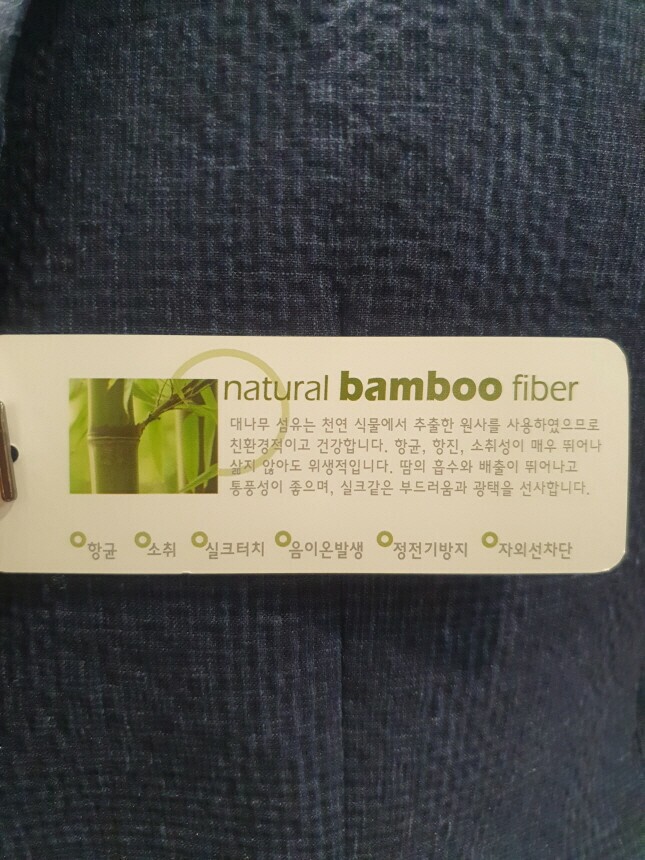 natural bamboo fiber
대나무 섬유는 천연 식물에서 추출한 원사를 사용하였으므로
친환경적이고 건강합니다. 항균, 항진, 소취성이 매우 뛰어나
삶지 않아도 위생적입니다. 땀의 흡수와 배출이 뛰어나고
통풍성이 좋으며, 실크같은 부드러움과 광택을 선사합니다.
항균 소취 실크터치 음이온발생 정전기방지 자외선차단